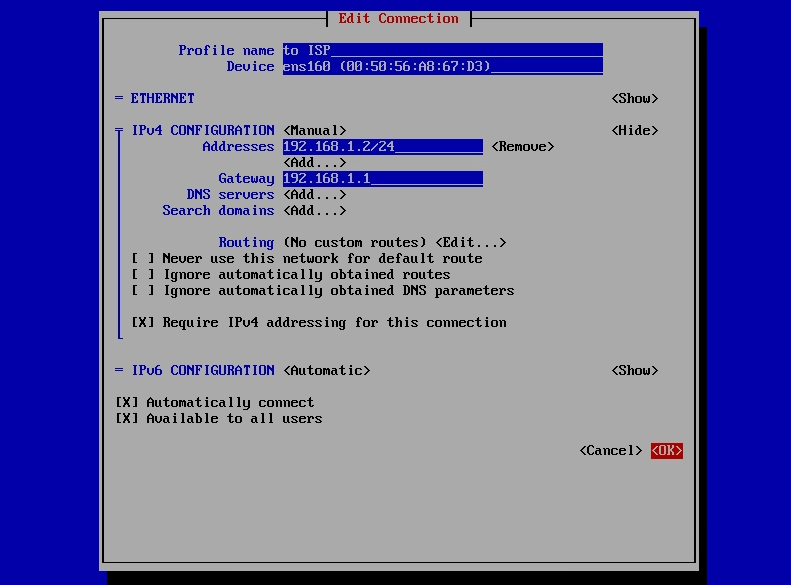 Edit Connection
Profile name to ISP
Device ens160 (00:50:56:A8:67:D3)
= ETHERNET <Show>
IPv4 CONFIGURATION <Manual> <Hide>
Addresses 192.168.1.2/24 <Remove>
<Add...>
Gateway 192.168.1.1
DNS servers <Add...>
Search domains <Add...>
Routing (No custom routes) <Edit...>
[ ] Never use this network for default route
[ ] Ignore automatically obtained routes
[ ] Ignore automatically obtained DNS parameters
[X] Require IPv4 addressing for this connection
= IPv6 CONFIGURATION <Automatic> <Show>
[X] Automatically connect
[X] Available to all users
<Cancel> <OK>